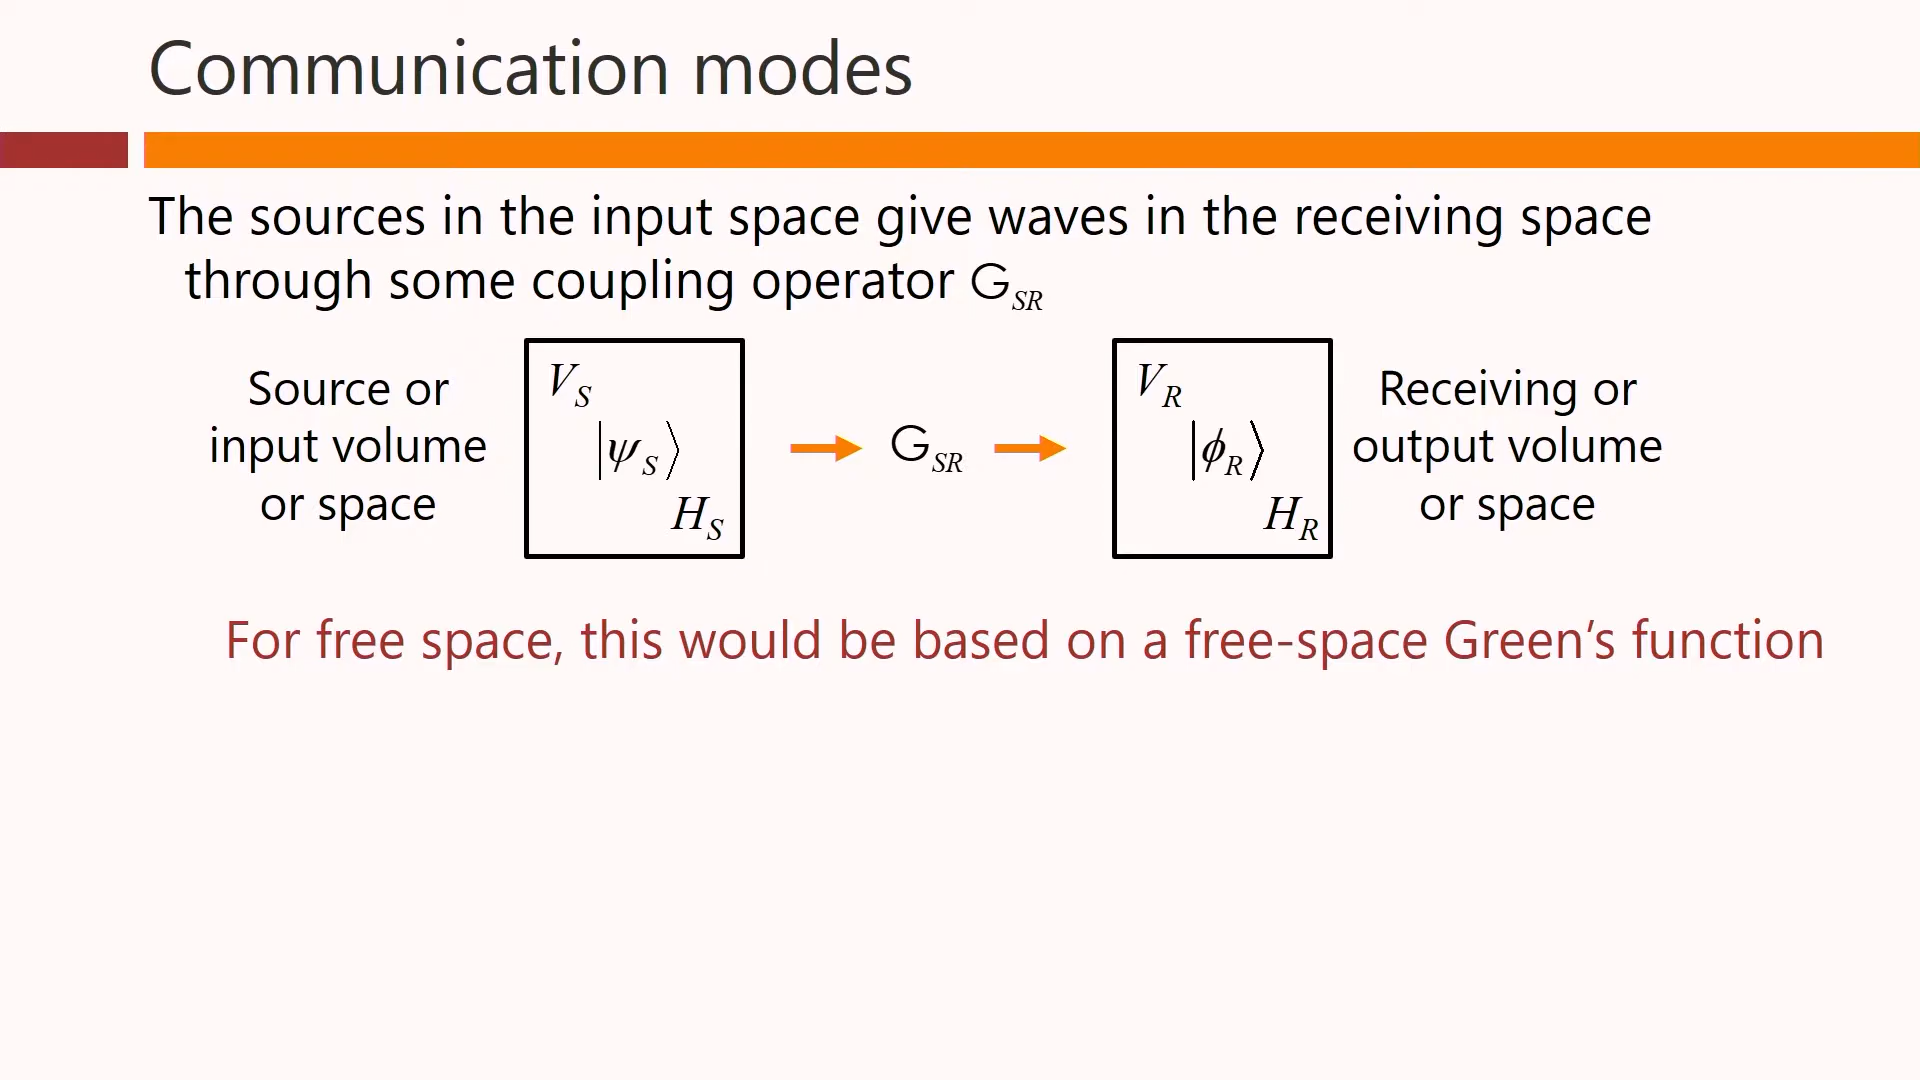 Communication modes
The sources in the input space give waves in the receiving space
through some coupling operator G_SR
Source or
input volume
or space
V_S
|ψ_S⟩
H_S
G_SR
V_R
|ϕ_R⟩
H_R
Receiving or
output volume
or space
For free space, this would be based on a free-space Green's function